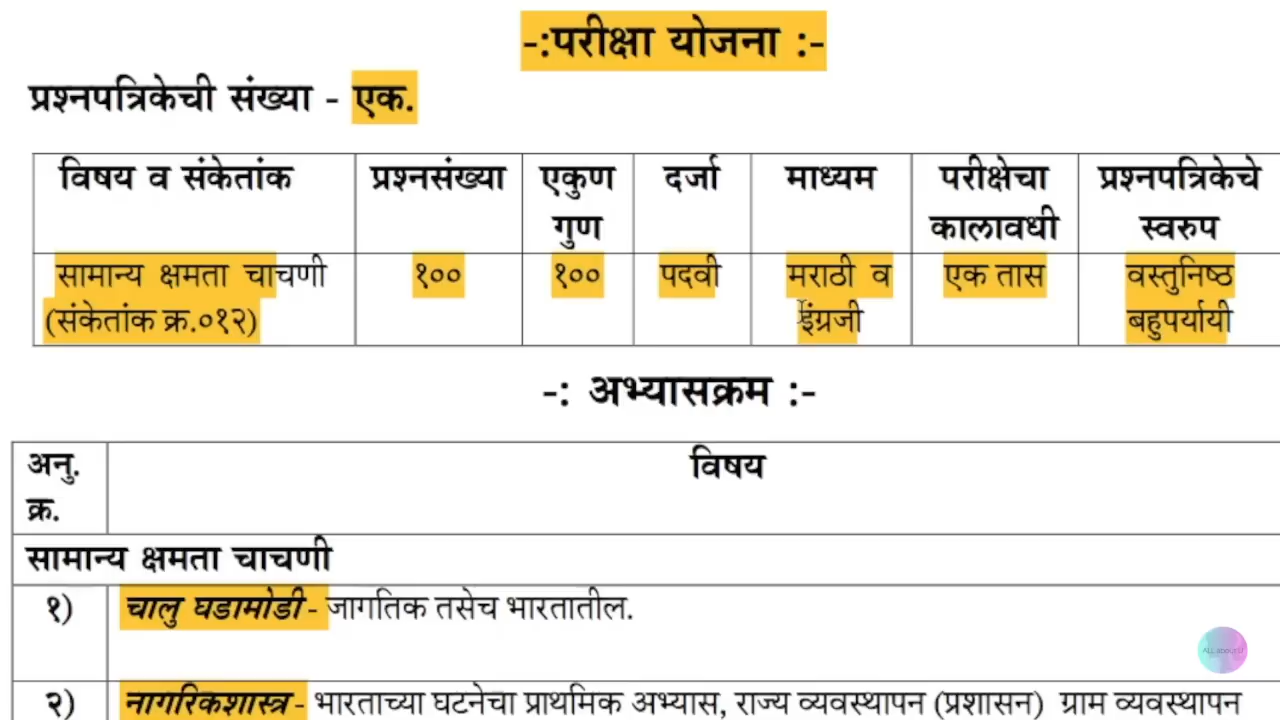 -:परीक्षा योजना :-
प्रश्नपत्रिकेची संख्या - एक.
विषय व संकेतांक प्रश्नसंख्या एकुण गुण दर्जा माध्यम परीक्षेचा कालावधी प्रश्नपत्रिकेचे स्वरुप
सामान्य क्षमता चाचणी (संकेतांक क्र.०१२) १०० १०० पदवी मराठी व इंग्रजी एक तास वस्तुनिष्ठ बहुपर्यायी
-: अभ्यासक्रम :-
अनु. क्र. विषय
सामान्य क्षमता चाचणी
१) चालु घडामोडी - जागतिक तसेच भारतातील.
२) नागरिकशास्त्र - भारताच्या घटनेचा प्राथमिक अभ्यास, राज्य व्यवस्थापन (प्रशासन) ग्राम व्यवस्थापन